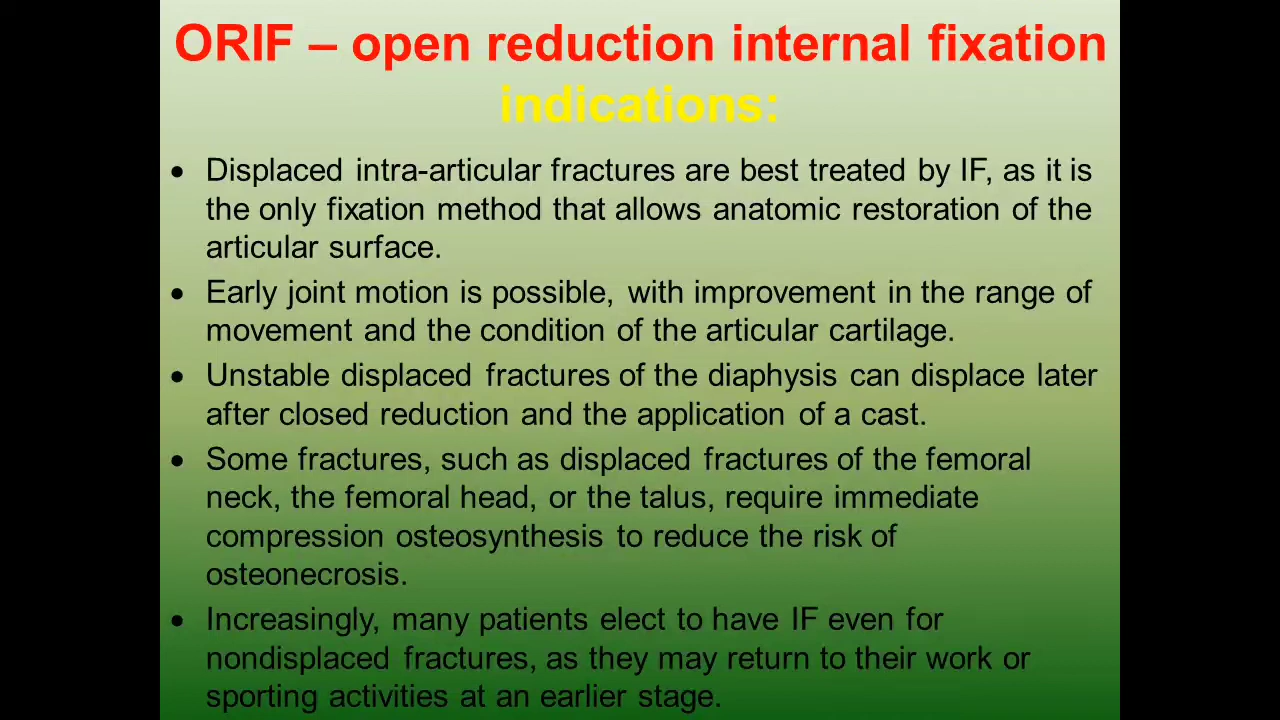 ORIF – open reduction internal fixation
indications:
• Displaced intra-articular fractures are best treated by IF, as it is
the only fixation method that allows anatomic restoration of the
articular surface.
• Early joint motion is possible, with improvement in the range of
movement and the condition of the articular cartilage.
• Unstable displaced fractures of the diaphysis can displace later
after closed reduction and the application of a cast.
• Some fractures, such as displaced fractures of the femoral
neck, the femoral head, or the talus, require immediate
compression osteosynthesis to reduce the risk of
osteonecrosis.
• Increasingly, many patients elect to have IF even for
nondisplaced fractures, as they may return to their work or
sporting activities at an earlier stage.